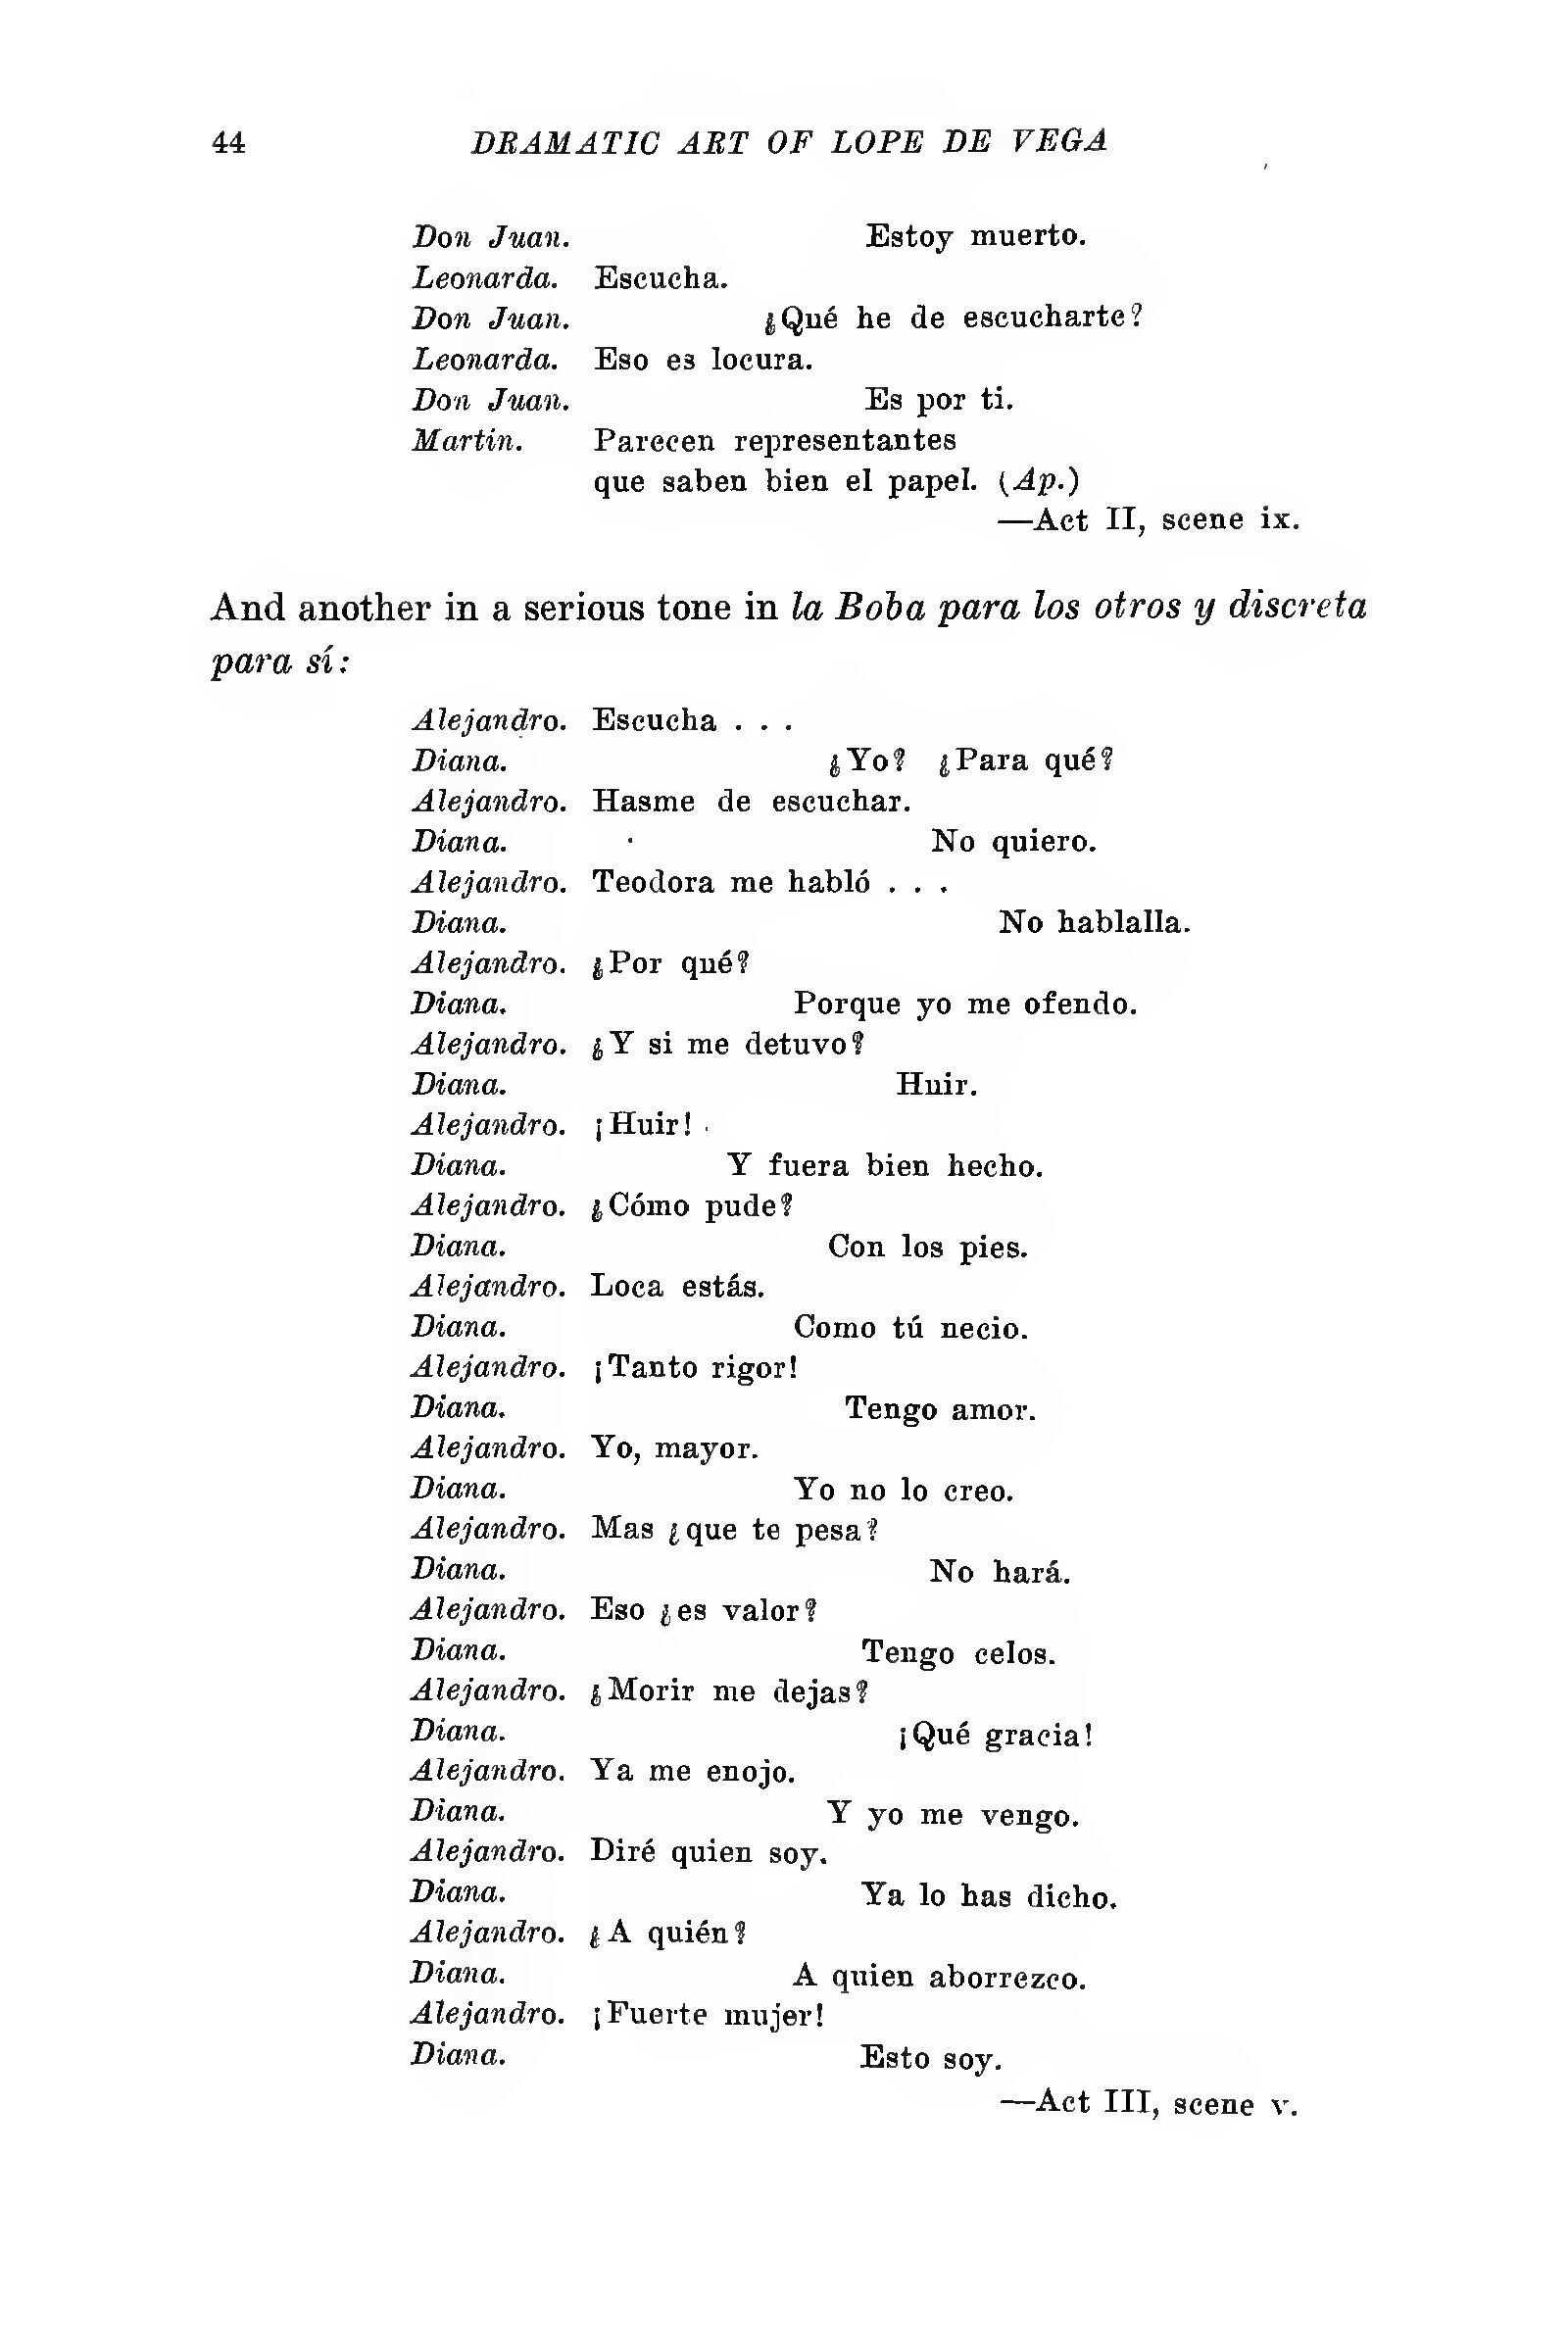 44 DRAMATIC ART OF LOPE DE VEGA
Don Juan. Estoy muerto.
Leonarda. Escucha.
Don Juan. ¿Qué he de escucharte?
Leonarda. Eso es locura.
Don Juan. Es por ti.
Martin. Parecen representantes
que saben bien el papel. (Ap.)
—Act II, scene ix.
And another in a serious tone in la Boba para los otros y discreta
para sí:
Alejandro. Escucha . . .
Diana. ¿Yo? ¿Para qué?
Alejandro. Hasme de escuchar.
Diana. No quiero.
Alejandro. Teodora me habló . . .
Diana. No hablalla.
Alejandro. ¿Por qué?
Diana. Porque yo me ofendo.
Alejandro. ¿Y si me detuvo?
Diana. Huir.
Alejandro. ¡Huir!
Diana. Y fuera bien hecho.
Alejandro. ¿Cómo pude?
Diana. Con los pies.
Alejandro. Loca estás.
Diana. Como tú necio.
Alejandro. ¡Tanto rigor!
Diana. Tengo amor.
Alejandro. Yo, mayor.
Diana. Yo no lo creo.
Alejandro. Mas ¿que te pesa?
Diana. No hará.
Alejandro. Eso ¿es valor?
Diana. Tengo celos.
Alejandro. ¿Morir me dejas?
Diana. ¡Qué gracia!
Alejandro. Ya me enojo.
Diana. Y yo me vengo.
Alejandro. Diré quien soy.
Diana. Ya lo has dicho.
Alejandro. ¿A quién?
Diana. A quien aborrezco.
Alejandro. ¡Fuerte mujer!
Diana. Esto soy.
—Act III, scene v.